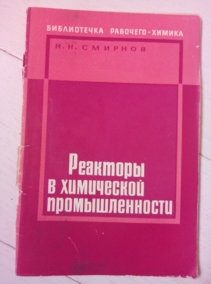 БИБЛИОТЕЧКА РАБОЧЕГО-ХИМИКА
Н. Н. СМИРНОВ
Реакторы
в химической
промышленности